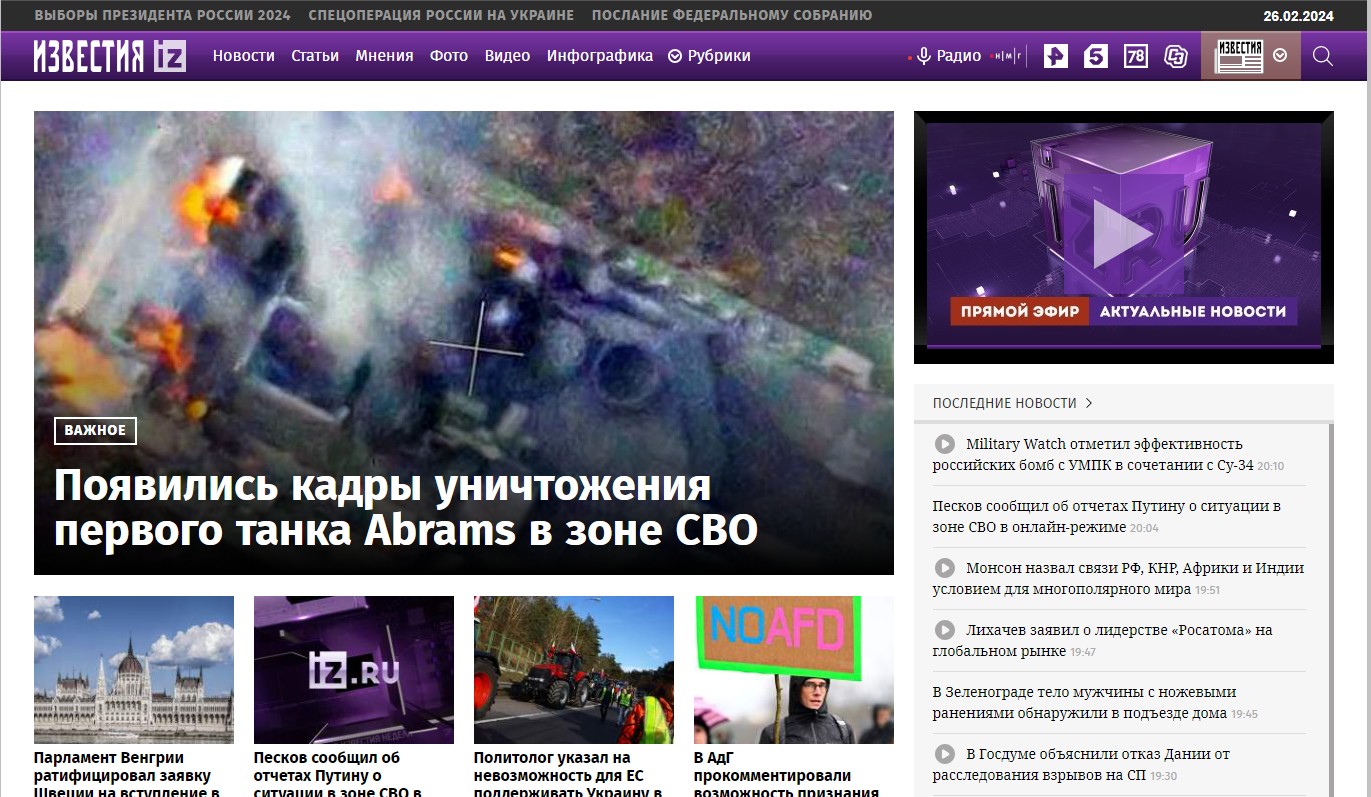 ВЫБОРЫ ПРЕЗИДЕНТА РОССИИ 2024 СПЕЦОПЕРАЦИЯ РОССИИ НА УКРАИНЕ ПОСЛАНИЕ ФЕДЕРАЛЬНОМУ СОБРАНИЮ 26.02.2024
ИЗВЕСТИЯ iz Новости Статьи Мнения Фото Видео Инфографика Рубрики Радио НМГ 5 78 ИЗВЕСТИЯ
ВАЖНОЕ
Появились кадры уничтожения
первого танка Abrams в зоне СВО
ПРЯМОЙ ЭФИР АКТУАЛЬНЫЕ НОВОСТИ
ПОСЛЕДНИЕ НОВОСТИ
Military Watch отметил эффективность
российских бомб с УМПК в сочетании с Су-34 20:10
Песков сообщил об отчетах Путину о ситуации в
зоне СВО в онлайн-режиме 20:04
Монсон назвал связи РФ, КНР, Африки и Индии
условием для многополярного мира 19:51
Лихачев заявил о лидерстве «Росатома» на
глобальном рынке 19:47
В Зеленограде тело мужчины с ножевыми
ранениями обнаружили в подъезде дома 19:45
В Госдуме объяснили отказ Дании от
расследования взрывов на СП 19:30
iz.RU
NOAFD
Парламент Венгрии
ратифицировал заявку
Швеции на вступление в
Песков сообщил об
отчетах Путину о
ситуации в зоне СВО в
Политолог указал на
невозможность для ЕС
поддерживать Украину в
В АдГ
прокомментировали
возможность признания